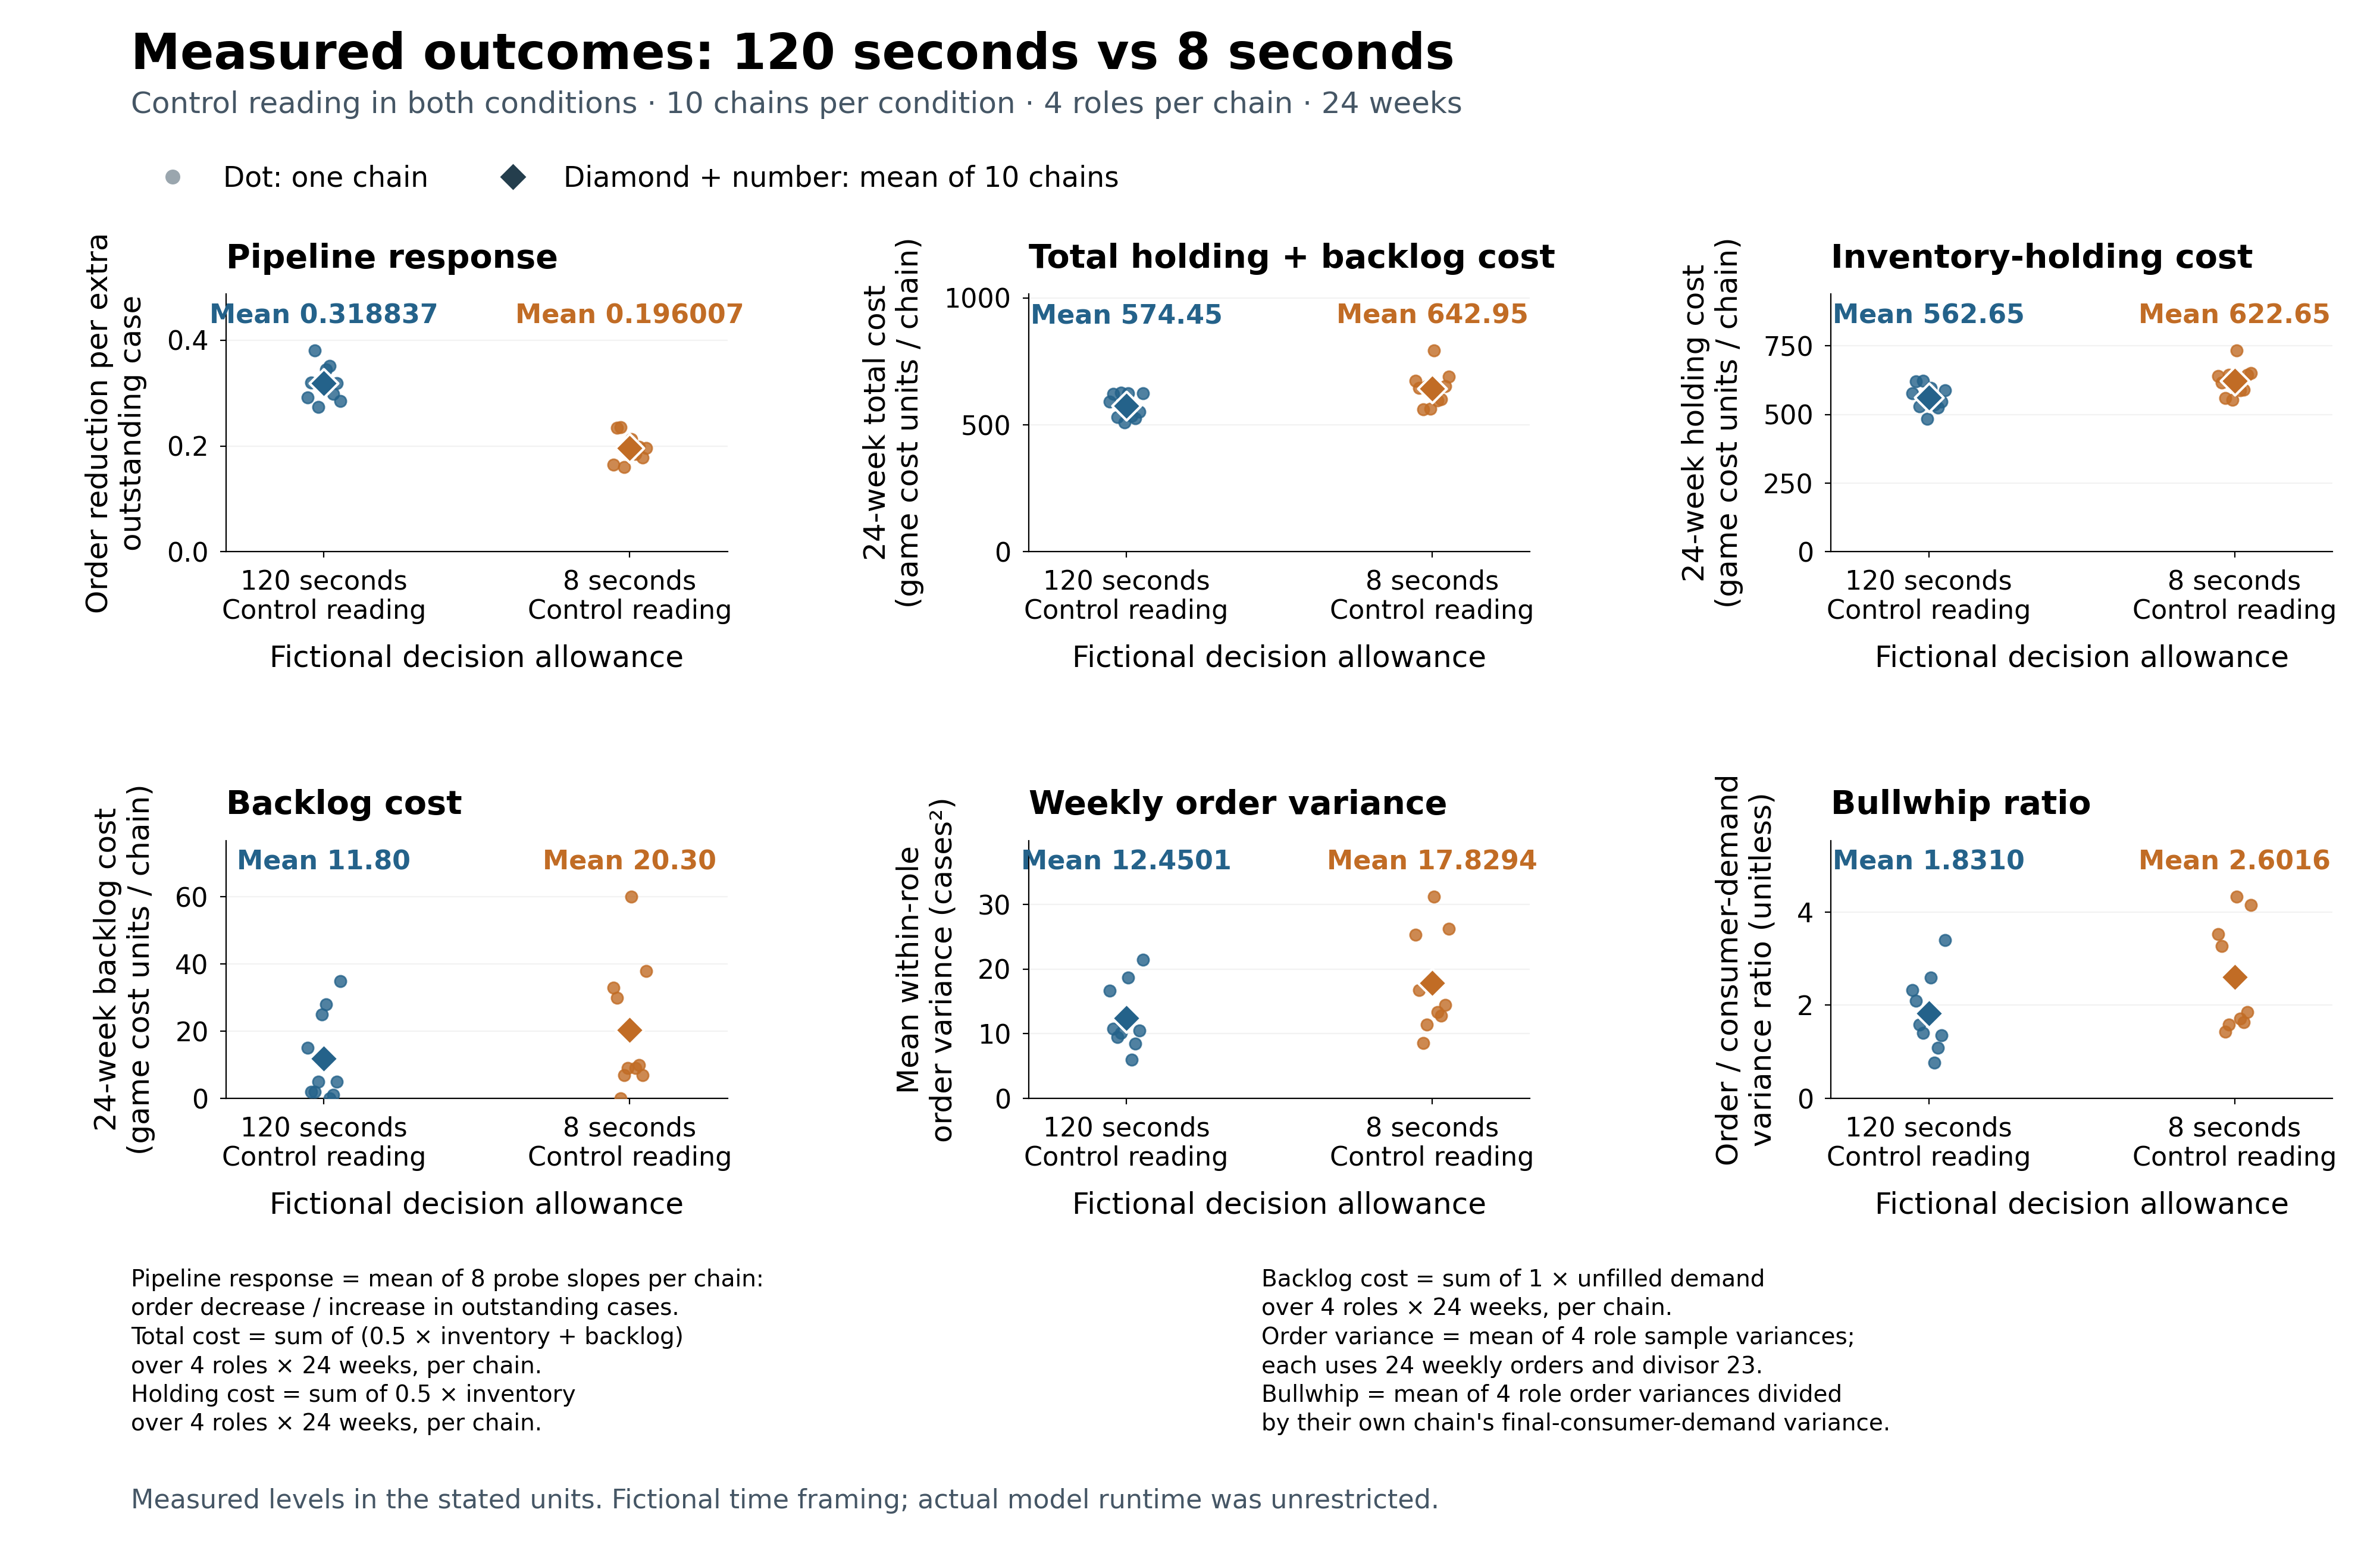 Measured outcomes: 120 seconds vs 8 seconds
Control reading in both conditions · 10 chains per condition · 4 roles per chain · 24 weeks
Dot: one chain
Diamond + number: mean of 10 chains
Pipeline response
Order reduction per extra
outstanding case
Mean 0.318837
Mean 0.196007
0.4
0.2
0.0
120 seconds
Control reading
8 seconds
Control reading
Fictional decision allowance
Total holding + backlog cost
24-week total cost
(game cost units / chain)
Mean 574.45
Mean 642.95
1000
500
0
120 seconds
Control reading
8 seconds
Control reading
Fictional decision allowance
Inventory-holding cost
24-week holding cost
(game cost units / chain)
Mean 562.65
Mean 622.65
750
500
250
0
120 seconds
Control reading
8 seconds
Control reading
Fictional decision allowance
Backlog cost
24-week backlog cost
(game cost units / chain)
Mean 11.80
Mean 20.30
60
40
20
0
120 seconds
Control reading
8 seconds
Control reading
Fictional decision allowance
Weekly order variance
Mean within-role
order variance (cases²)
Mean 12.4501
Mean 17.8294
30
20
10
0
120 seconds
Control reading
8 seconds
Control reading
Fictional decision allowance
Bullwhip ratio
Order / consumer-demand
variance ratio (unitless)
Mean 1.8310
Mean 2.6016
4
2
0
120 seconds
Control reading
8 seconds
Control reading
Fictional decision allowance
Pipeline response = mean of 8 probe slopes per chain:
order decrease / increase in outstanding cases.
Total cost = sum of (0.5 × inventory + backlog)
over 4 roles × 24 weeks, per chain.
Holding cost = sum of 0.5 × inventory
over 4 roles × 24 weeks, per chain.
Backlog cost = sum of 1 × unfilled demand
over 4 roles × 24 weeks, per chain.
Order variance = mean of 4 role sample variances;
each uses 24 weekly orders and divisor 23.
Bullwhip = mean of 4 role order variances divided
by their own chain's final-consumer-demand variance.
Measured levels in the stated units. Fictional time framing; actual model runtime was unrestricted.